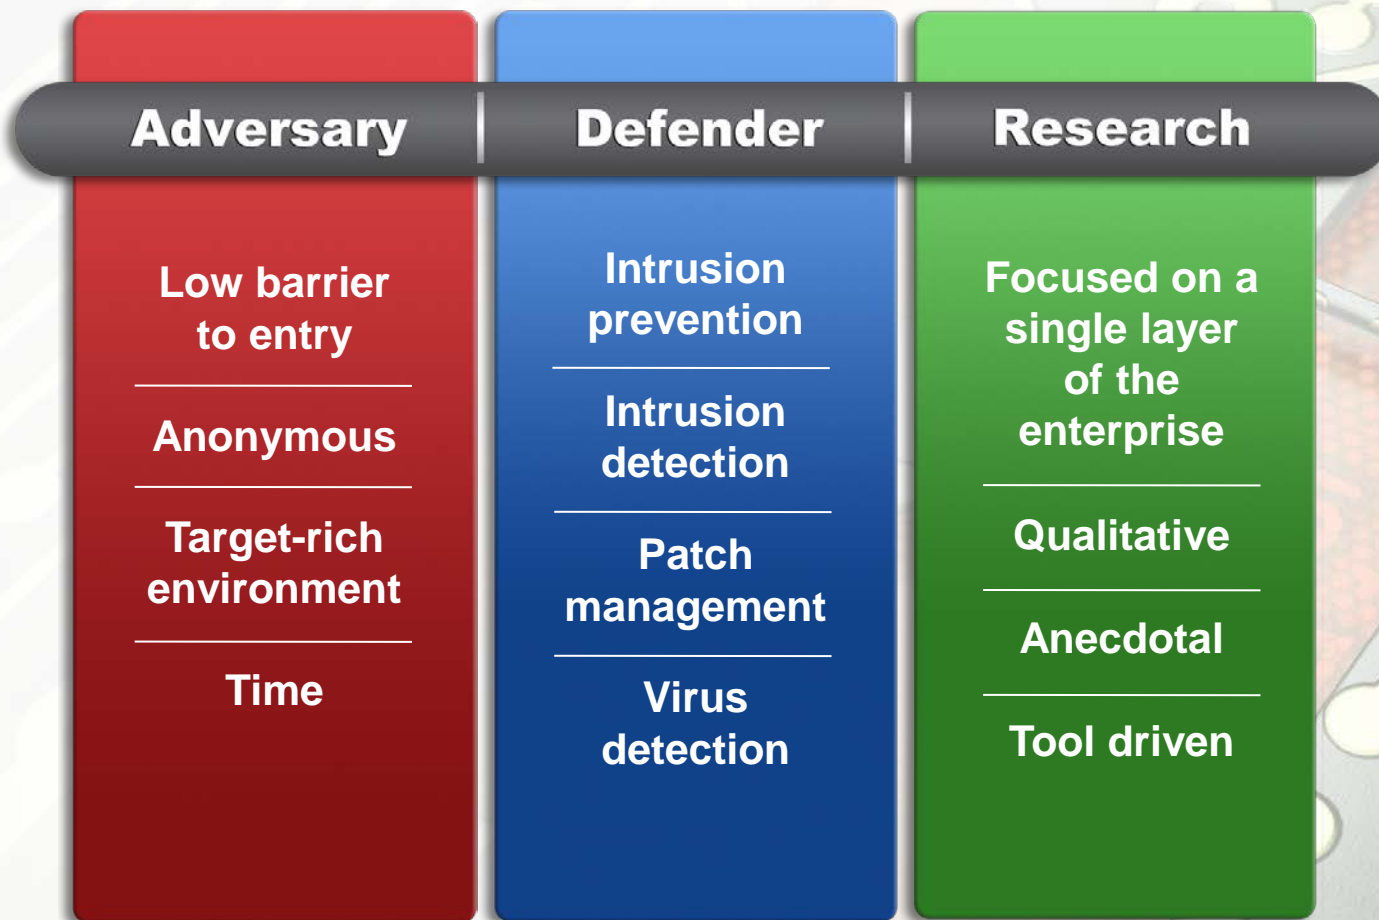 Adversary
Defender
Research
Low barrier
to entry
Anonymous
Target-rich
environment
Time
Intrusion
prevention
Intrusion
detection
Patch
management
Virus
detection
Focused on a
single layer
of the
enterprise
Qualitative
Anecdotal
Tool driven